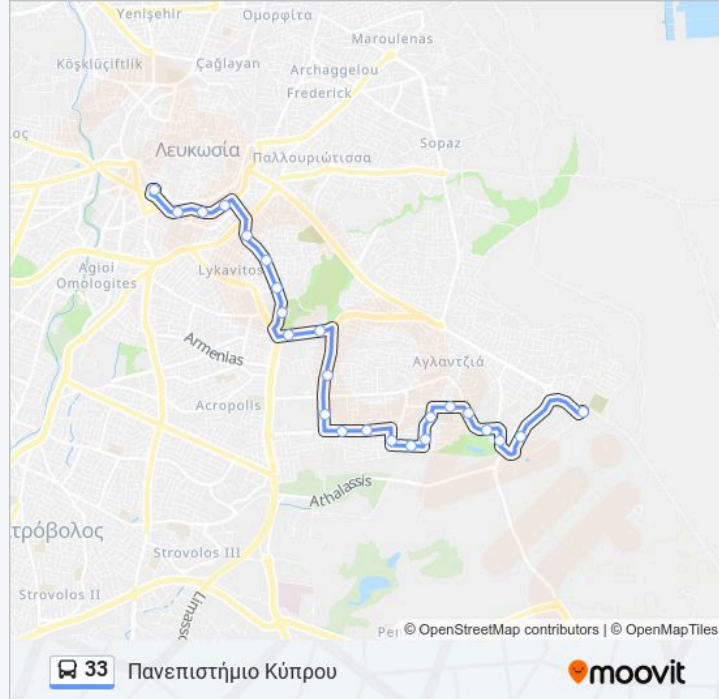 Yenişehir
Ομορφίτα
Maroulenas
Köşklüçiftlik
Çağlayan
Archaggelou
Frederick
ος
Sopaz
Λευκωσία
Παλλουριώτισσα
Agioi
Omologites
Lykavitos
Armenias
Αγλαντζιά
Acropolis
Athalassis
τρόβολος
Strovolos III
Strovolos II
Limasso
Per
© OpenStreetMap contributors | © OpenMapTiles
33
Πανεπιστήμιο Κύπρου
moovit